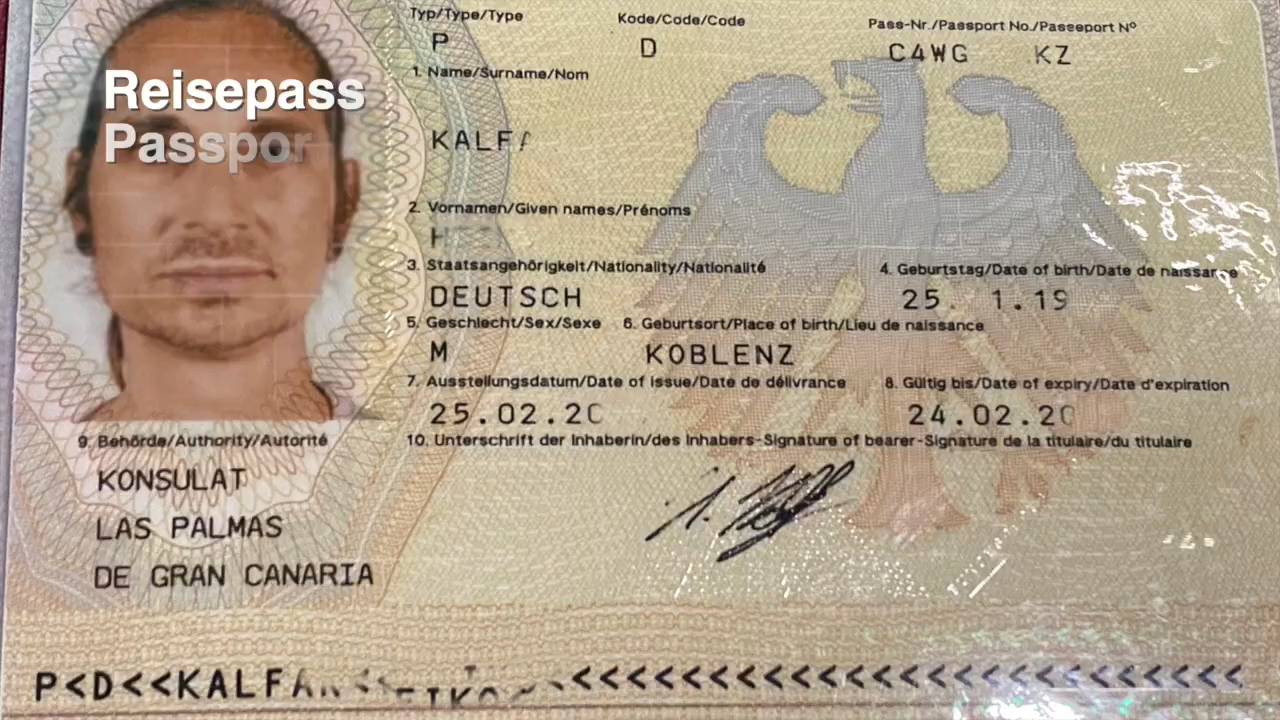 Reisepass
Typ/Type/Type Kode/Code/Code Pass-Nr./Passport No./Passeport Nº
P D C4WG KZ
1. Name/Surname/Nom
2. Vornamen/Given names/Prénoms
3. Staatsangehörigkeit/Nationality/Nationalité 4. Geburtstag/Date of birth/Date de naissance
DEUTSCH 25. 1.19
5. Geschlecht/Sex/Sexe 6. Geburtsort/Place of birth/Lieu de naissance
M KOBLENZ
7. Ausstellungsdatum/Date of issue/Date de délivrance 8. Gültig bis/Date of expiry/Date d'expiration
25.02.20 24.02.20
9. Behörde/Authority/Autorité 10. Unterschrift der Inhaberin/des Inhabers-Signature of bearer-Signature de la titulaire/du titulaire
KONSULAT
LAS PALMAS
DE GRAN CANARIA